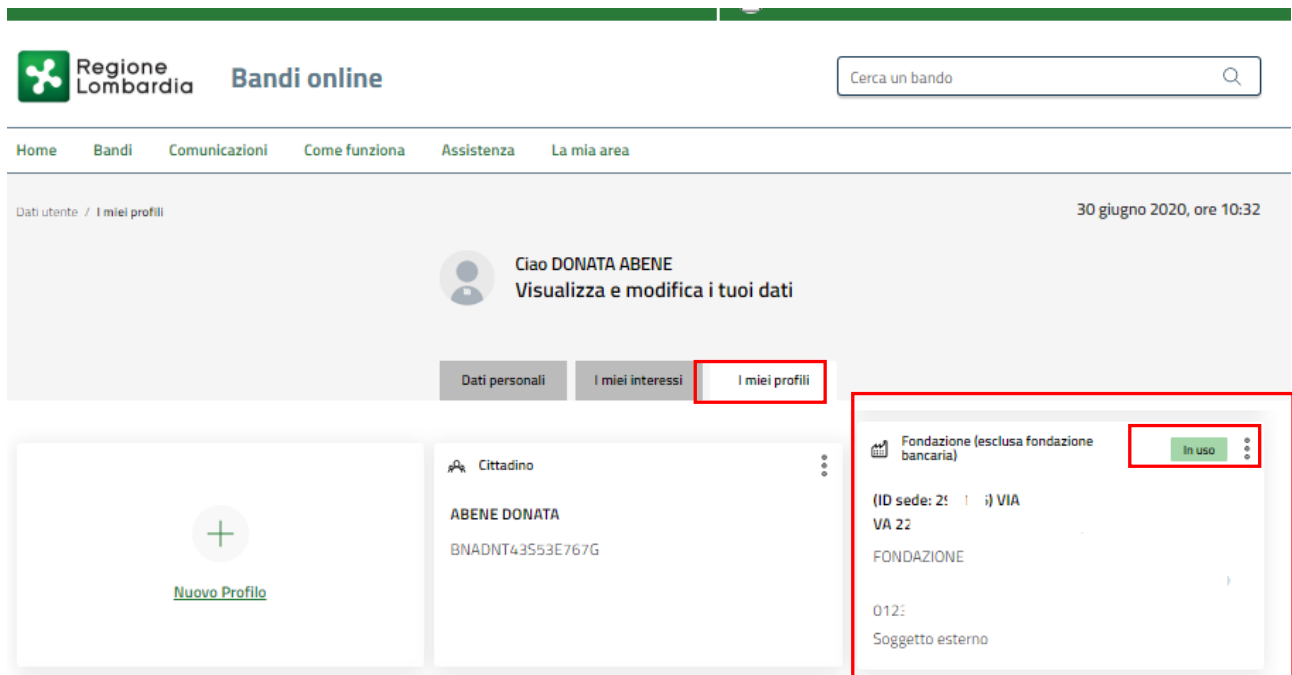 Regione
Lombardia
Bandi online
Cerca un bando
Home Bandi Comunicazioni Come funziona Assistenza La mia area
Dati utente / I miei profili
30 giugno 2020, ore 10:32
Ciao DONATA ABENE
Visualizza e modifica i tuoi dati
Dati personali I miei interessi I miei profili
Nuovo Profilo
Cittadino
ABENE DONATA
BNADNT43S53E767G
Fondazione (esclusa fondazione
bancaria)
In uso
(ID sede: VIA
VA 22
FONDAZIONE
Soggetto esterno